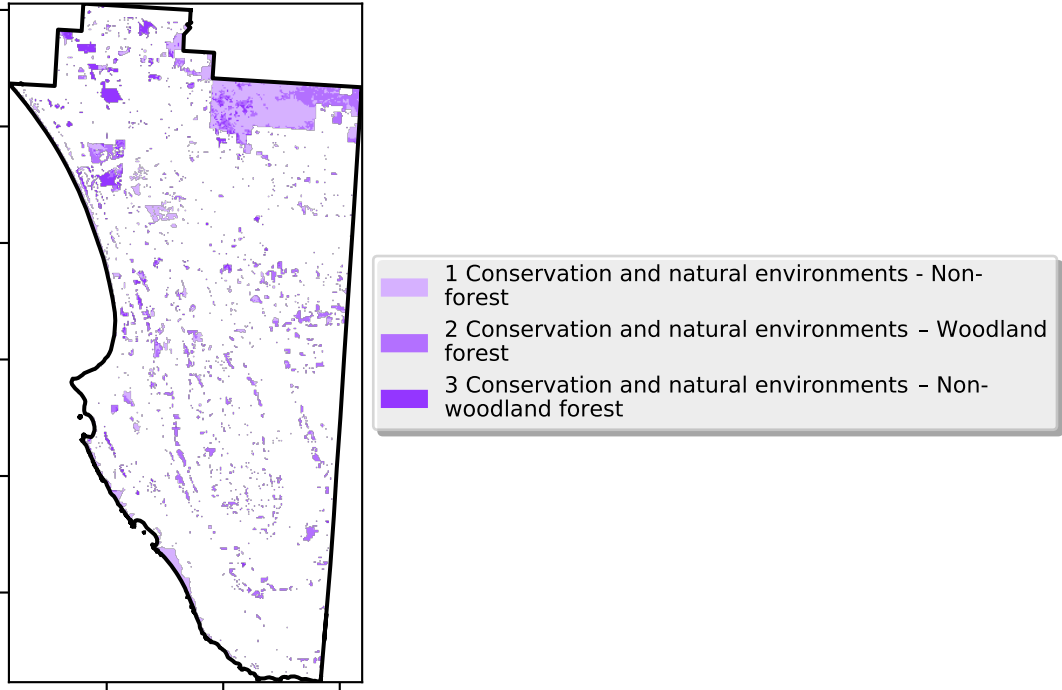 1 Conservation and natural environments - Non-
forest
2 Conservation and natural environments – Woodland
forest
3 Conservation and natural environments – Non-
woodland forest